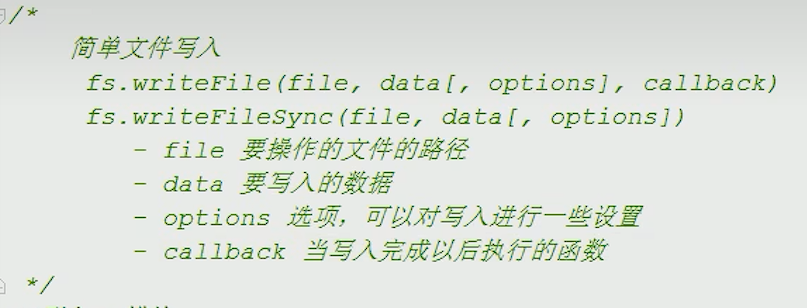 /*
简单文件写入
fs.writeFile(file, data[, options], callback)
fs.writeFileSync(file, data[, options])
- file 要操作的文件的路径
- data 要写入的数据
- options 选项，可以对写入进行一些设置
- callback 当写入完成以后执行的函数
*/